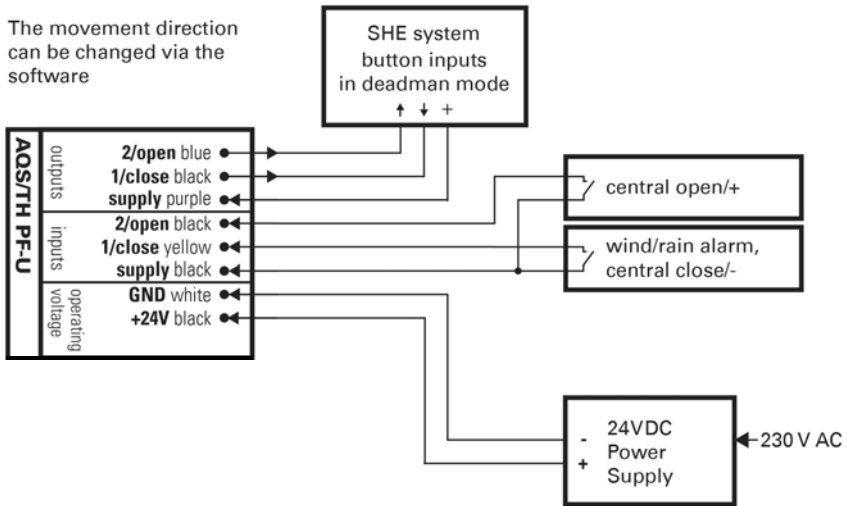 The movement direction
can be changed via the
software
SHE system
button inputs
in deadman mode
↑ ↓ +
AQS/TH PF-U
outputs
2/open blue
1/close black
supply purple
inputs
2/open black
1/close yellow
supply black
operating
voltage
GND white
+24V black
central open/+
wind/rain alarm,
central close/-
24VDC
- Power
+ Supply
230 V AC